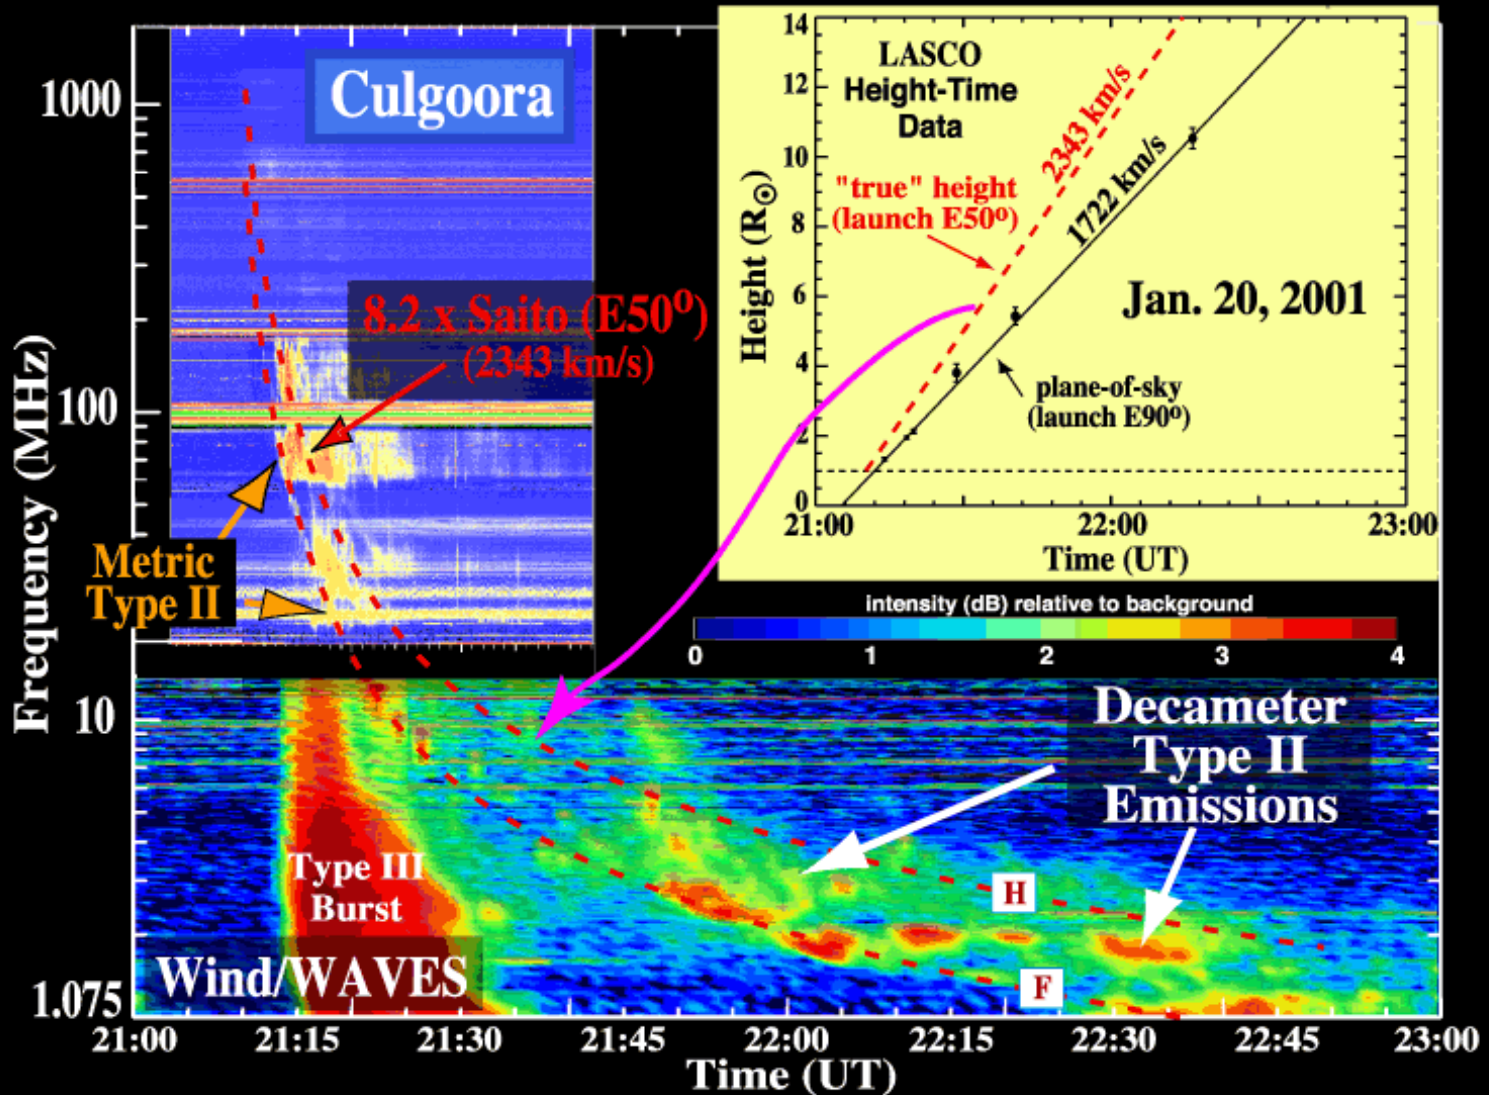 Culgoora
1000
100
10
1.075
Frequency (MHz)
8.2 x Saito (E50º)
(2343 km/s)
Metric
Type II
14
12
10
8
6
4
2
0
Height (R☉)
LASCO
Height-Time
Data
2343 km/s
1722 km/s
"true" height
(launch E50º)
Jan. 20, 2001
plane-of-sky
(launch E90º)
21:00
22:00
23:00
Time (UT)
intensity (dB) relative to background
0 1 2 3 4
Decameter
Type II
Emissions
Type III
Burst
H
F
Wind/WAVES
21:00 21:15 21:30 21:45 22:00 22:15 22:30 22:45 23:00
Time (UT)